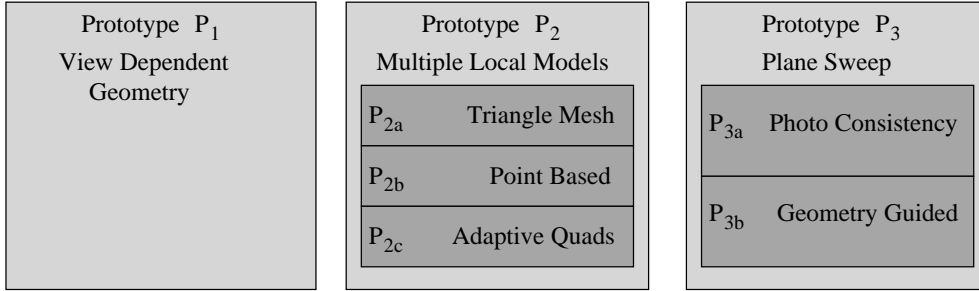 Prototype P1
View Dependent
Geometry
Prototype P2
Multiple Local Models
P2a Triangle Mesh
P2b Point Based
P2c Adaptive Quads
Prototype P3
Plane Sweep
P3a Photo Consistency
P3b Geometry Guided